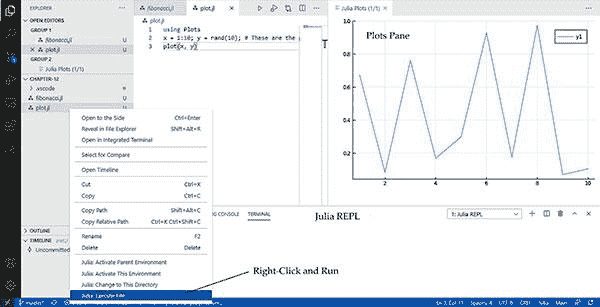 EXPLORER
OPEN EDITORS
GROUP 1
fibonacci.jl U
plot.jl U
GROUP 2
Julia Plots (1/1)
CHAPTER-12
.vscode
fibonacci.jl U
plot.jl U
OUTLINE
TIMELINE
Uncommitted
fibonacci.jl
plot.jl U
plot.jl
1 using Plots
2 x = 1:10; y = rand(10); # These are the
3 plot(x, y)
Julia Plots (1/1)
Plots Pane
y1
1.0
0.8
0.6
0.4
0.2
2 4 6 8 10
Open to the Side Ctrl+Enter
Reveal in File Explorer Shift+Alt+R
Open in Integrated Terminal
Select for Compare
Open Timeline
Cut Ctrl+X
Copy Ctrl+C
Copy Path Shift+Alt+C
Copy Relative Path Ctrl+K Ctrl+Shift+C
Rename F2
Delete Delete
Julia: Activate Parent Environment
Julia: Activate This Environment
Julia: Change to This Directory
CONSOLE
TERMINAL
Julia REPL
1: Julia REPL
Right-Click and Run